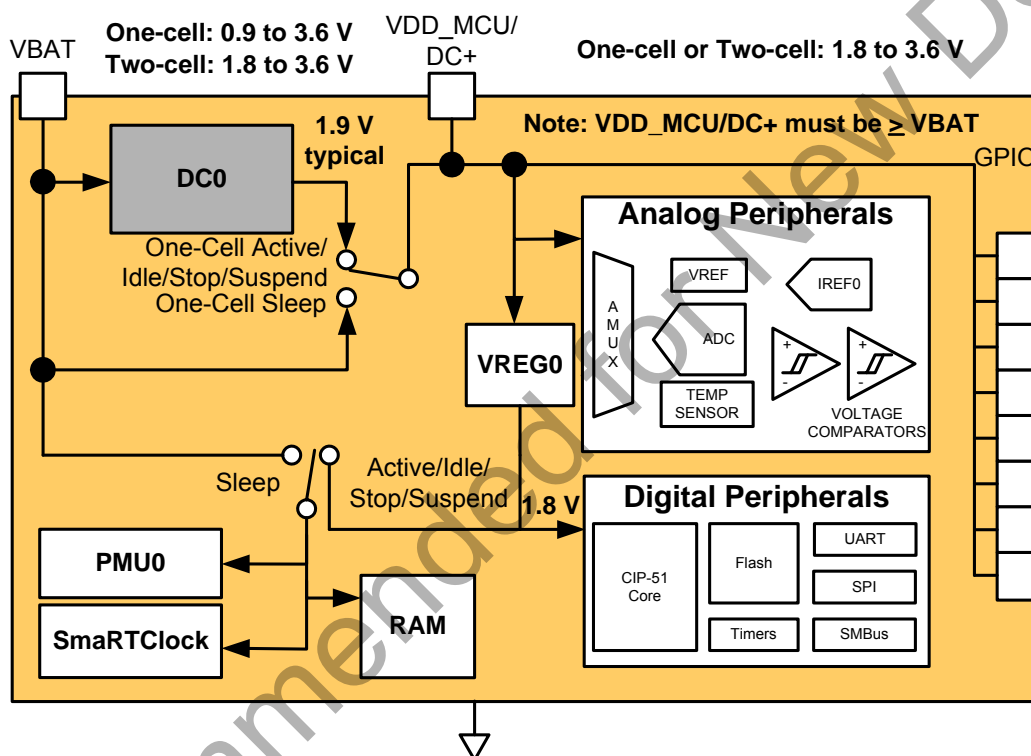 One-cell: 0.9 to 3.6 V
Two-cell: 1.8 to 3.6 V
VBAT
VDD_MCU/
DC+
One-cell or Two-cell: 1.8 to 3.6 V
1.9 V
typical
Note: VDD_MCU/DC+ must be ≥ VBAT
GPIO
DC0
One-Cell Active/
Idle/Stop/Suspend
One-Cell Sleep
Analog Peripherals
A
M
U
X
VREF
IREF0
ADC
+
-
+
-
TEMP
SENSOR
VOLTAGE
COMPARATORS
VREG0
Sleep
Active/Idle/
Stop/Suspend
1.8 V
Digital Peripherals
CIP-51
Core
Flash
UART
SPI
Timers
SMBus
PMU0
SmaRTClock
RAM
mmended for New D